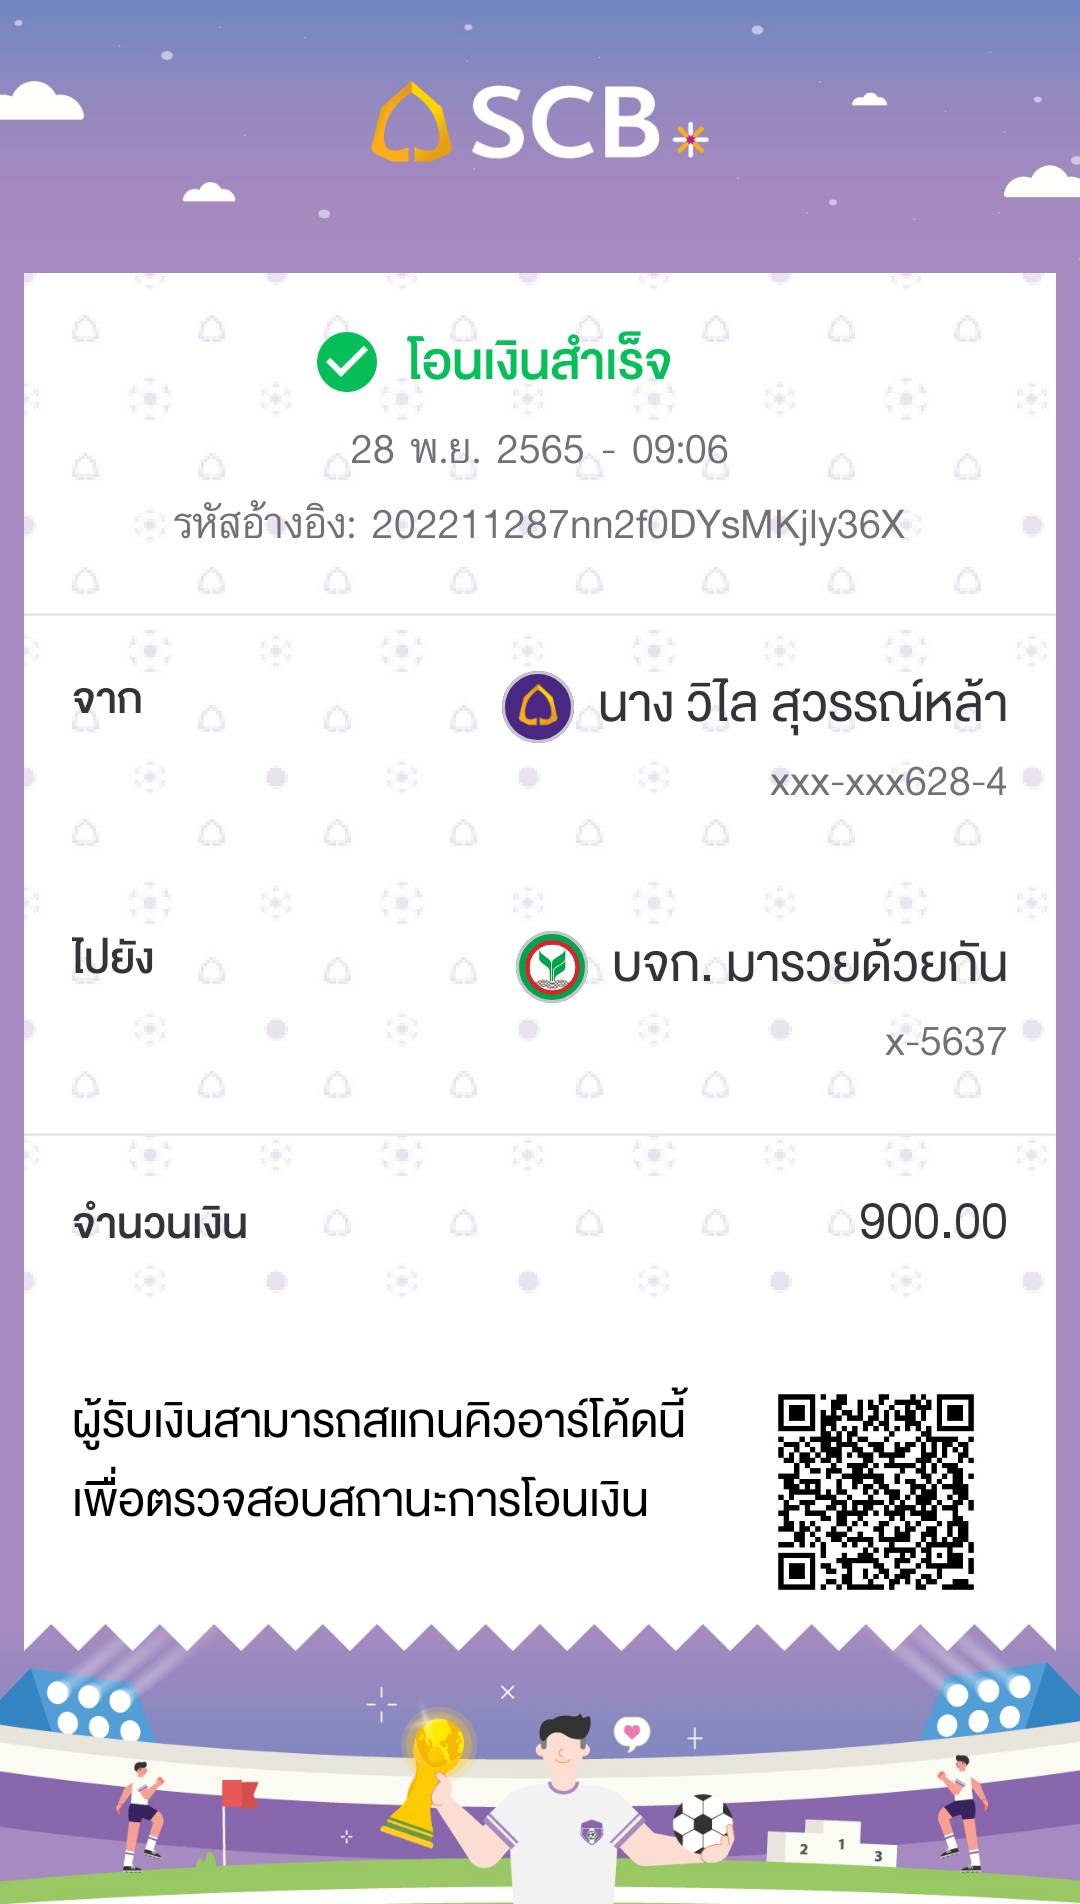 SCB
โอนเงินสำเร็จ
28 พ.ย. 2565 - 09:06
รหัสอ้างอิง: 202211287nn2f0DYsMKjly36X
จาก
นาง วิไล สุวรรณ์หล้า
xxx-xxx628-4
ไปยัง
บจก. มารวยด้วยกัน
x-5637
จำนวนเงิน
900.00
ผู้รับเงินสามารถสแกนคิวอาร์โค้ดนี้
เพื่อตรวจสอบสถานะการโอนเงิน
2 1 3